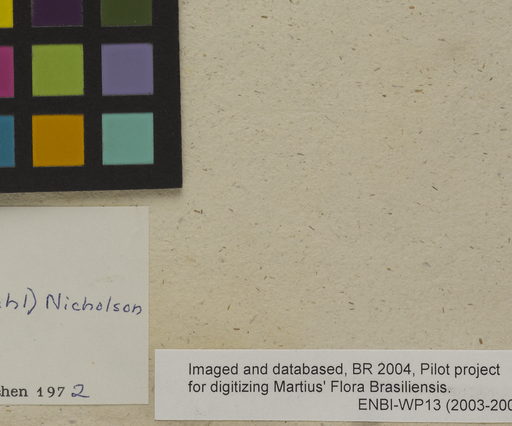 hl) Nicholson
chen 1972
Imaged and databased, BR 2004, Pilot project
for digitizing Martius' Flora Brasiliensis.
ENBI-WP13 (2003-200